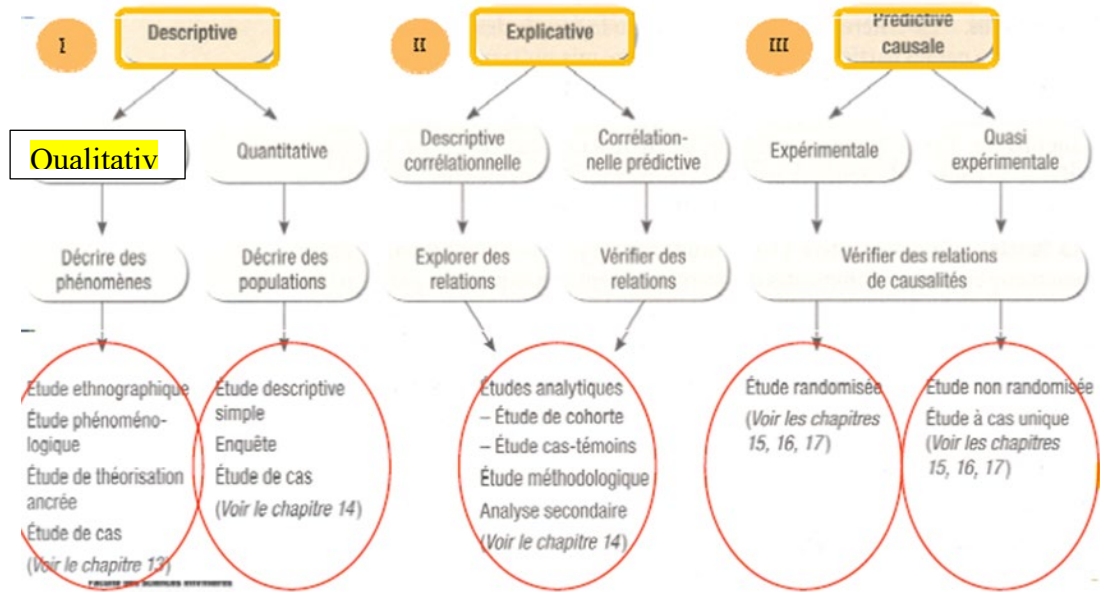 I
Descriptive
II
Explicative
III
Prédictive
causale
Qualitativ
Quantitative
Descriptive
corrélationnelle
Corrélation-
nelle prédictive
Expérimentale
Quasi
expérimentale
Décrire des
phénomènes
Décrire des
populations
Explorer des
relations
Vérifier des
relations
Vérifier des relations
de causalités
Étude ethnographique
Étude phénoméno-
logique
Étude de théorisation
ancrée
Étude de cas
(Voir le chapitre 13)
Étude descriptive
simple
Enquête
Étude de cas
(Voir le chapitre 14)
Études analytiques
– Étude de cohorte
– Étude cas-témoins
Étude méthodologique
Analyse secondaire
(Voir le chapitre 14)
Étude randomisée
(Voir les chapitres
15, 16, 17)
Étude non randomisée
Étude à cas unique
(Voir les chapitres
15, 16, 17)
Faculté des sciences infirmières